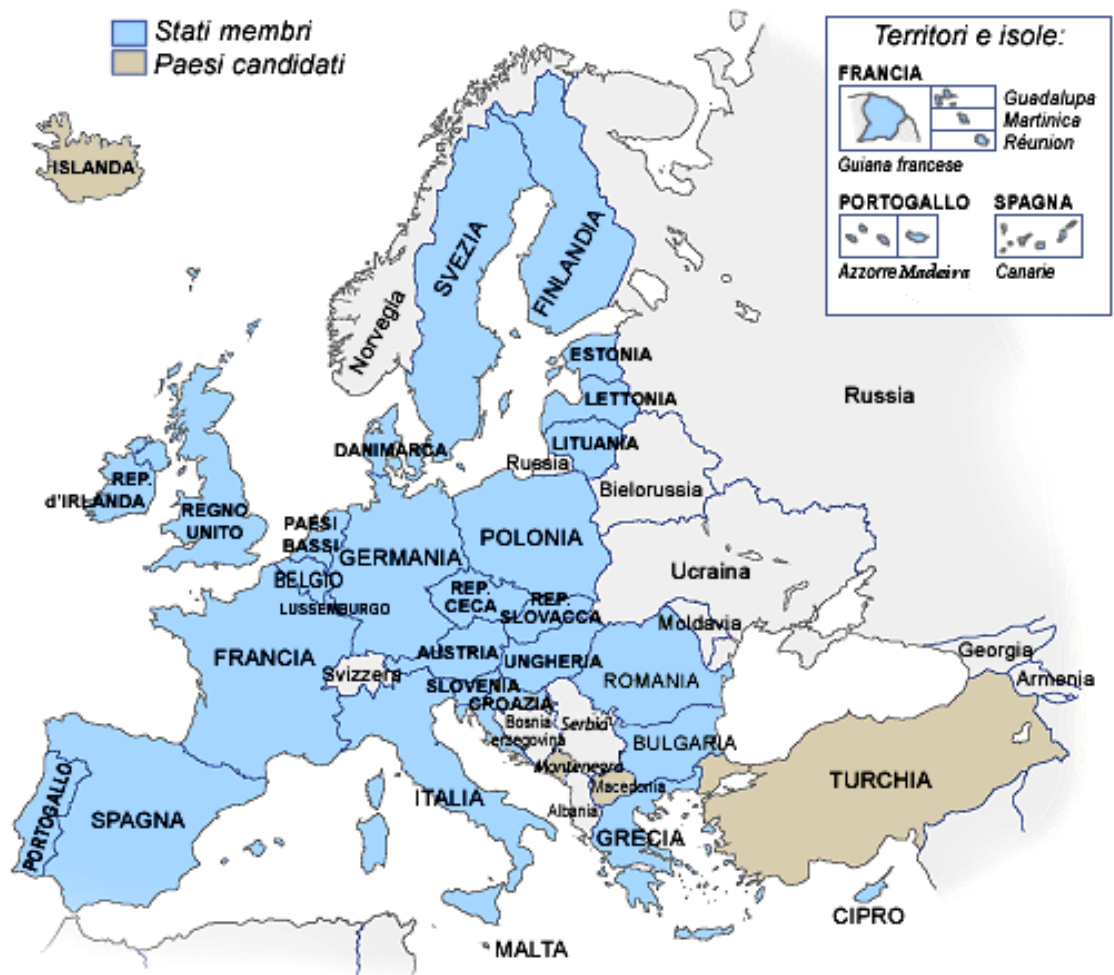 Stati membri
Paesi candidati
Territori e isole:
FRANCIA
Guadalupa
Martinica
Réunion
Guiana francese
PORTOGALLO
SPAGNA
Azzorre Madeira
Canarie
ISLANDA
SVEZIA
FINLANDIA
Norvegia
ESTONIA
Russia
LETTONIA
DANIMARCA
LITUANIA
Russia
REP.
d'IRLANDA
Bielorussia
REGNO
UNITO
PAESI
BASSI
GERMANIA
POLONIA
BELGIO
Ucraina
REP.
CECA
LUSSEMBURGO
REP.
SLOVACCA
Moldavia
FRANCIA
AUSTRIA
UNGHERIA
Georgia
Svizzera
SLOVENIA
ROMANIA
Armenia
CROAZIA
Bosnia
erzegovina
Serbia
BULGARIA
Montenegro
TURCHIA
Macedonia
ITALIA
Albania
PORTOGALLO
SPAGNA
GRECIA
CIPRO
MALTA